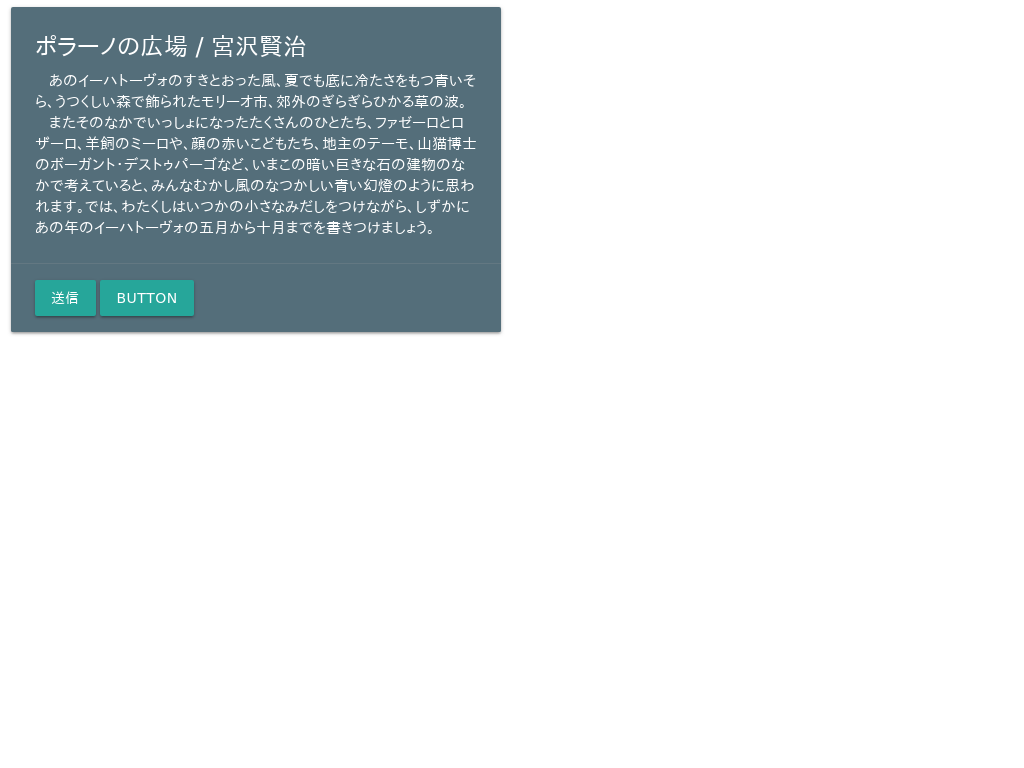 ポラーノの広場 / 宮沢賢治
　あのイーハトーヴォのすきとおった風、夏でも底に冷たさをもつ青いそ
ら、うつくしい森で飾られたモリーオ市、郊外のぎらぎらひかる草の波。
　またそのなかでいっしょになったたくさんのひとたち、ファゼーロとロ
ザーロ、羊飼のミーロや、顔の赤いこどもたち、地主のテーモ、山猫博士
のボーガント・デストゥパーゴなど、いまこの暗い巨きな石の建物のな
かで考えていると、みんなむかし風のなつかしい青い幻燈のように思わ
れます。では、わたくしはいつかの小さなみだしをつけながら、しずかに
あの年のイーハトーヴォの五月から十月までを書きつけましょう。
送信 BUTTON